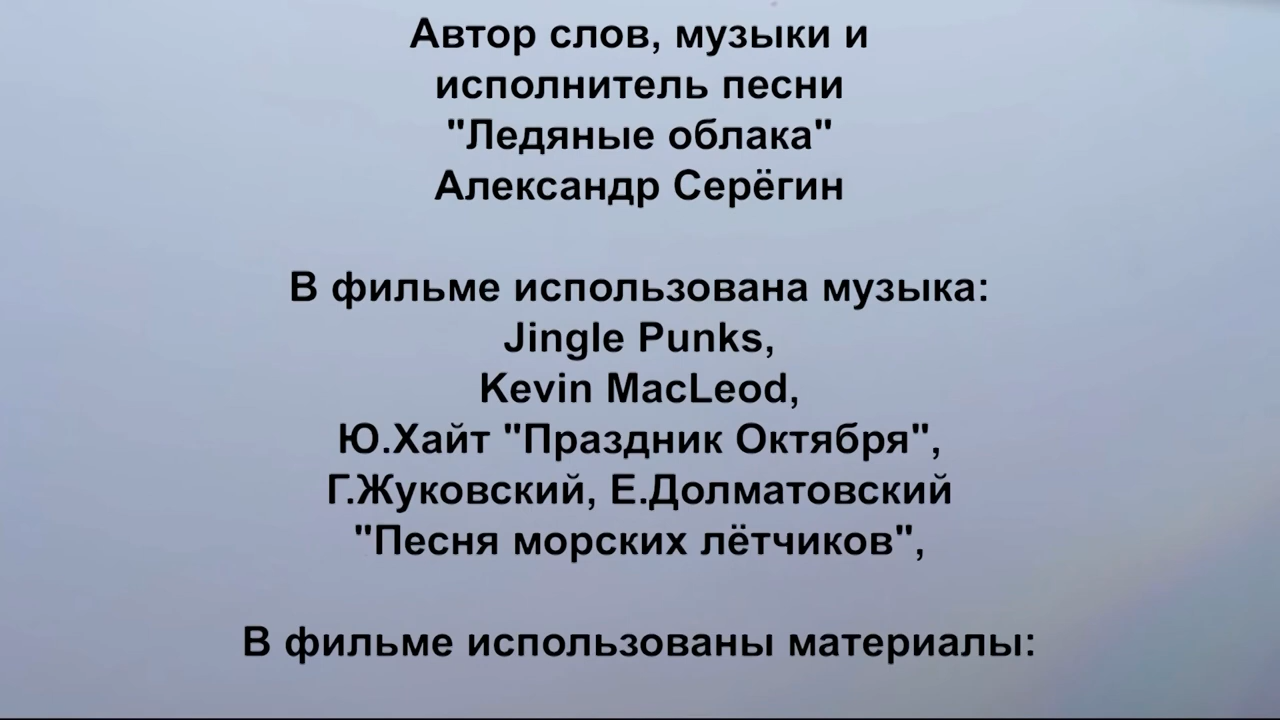 Автор слов, музыки и
исполнитель песни
"Ледяные облака"
Александр Серёгин
В фильме использована музыка:
Jingle Punks,
Kevin MacLeod,
Ю.Хайт "Праздник Октября",
Г.Жуковский, Е.Долматовский
"Песня морских лётчиков",
В фильме использованы материалы: